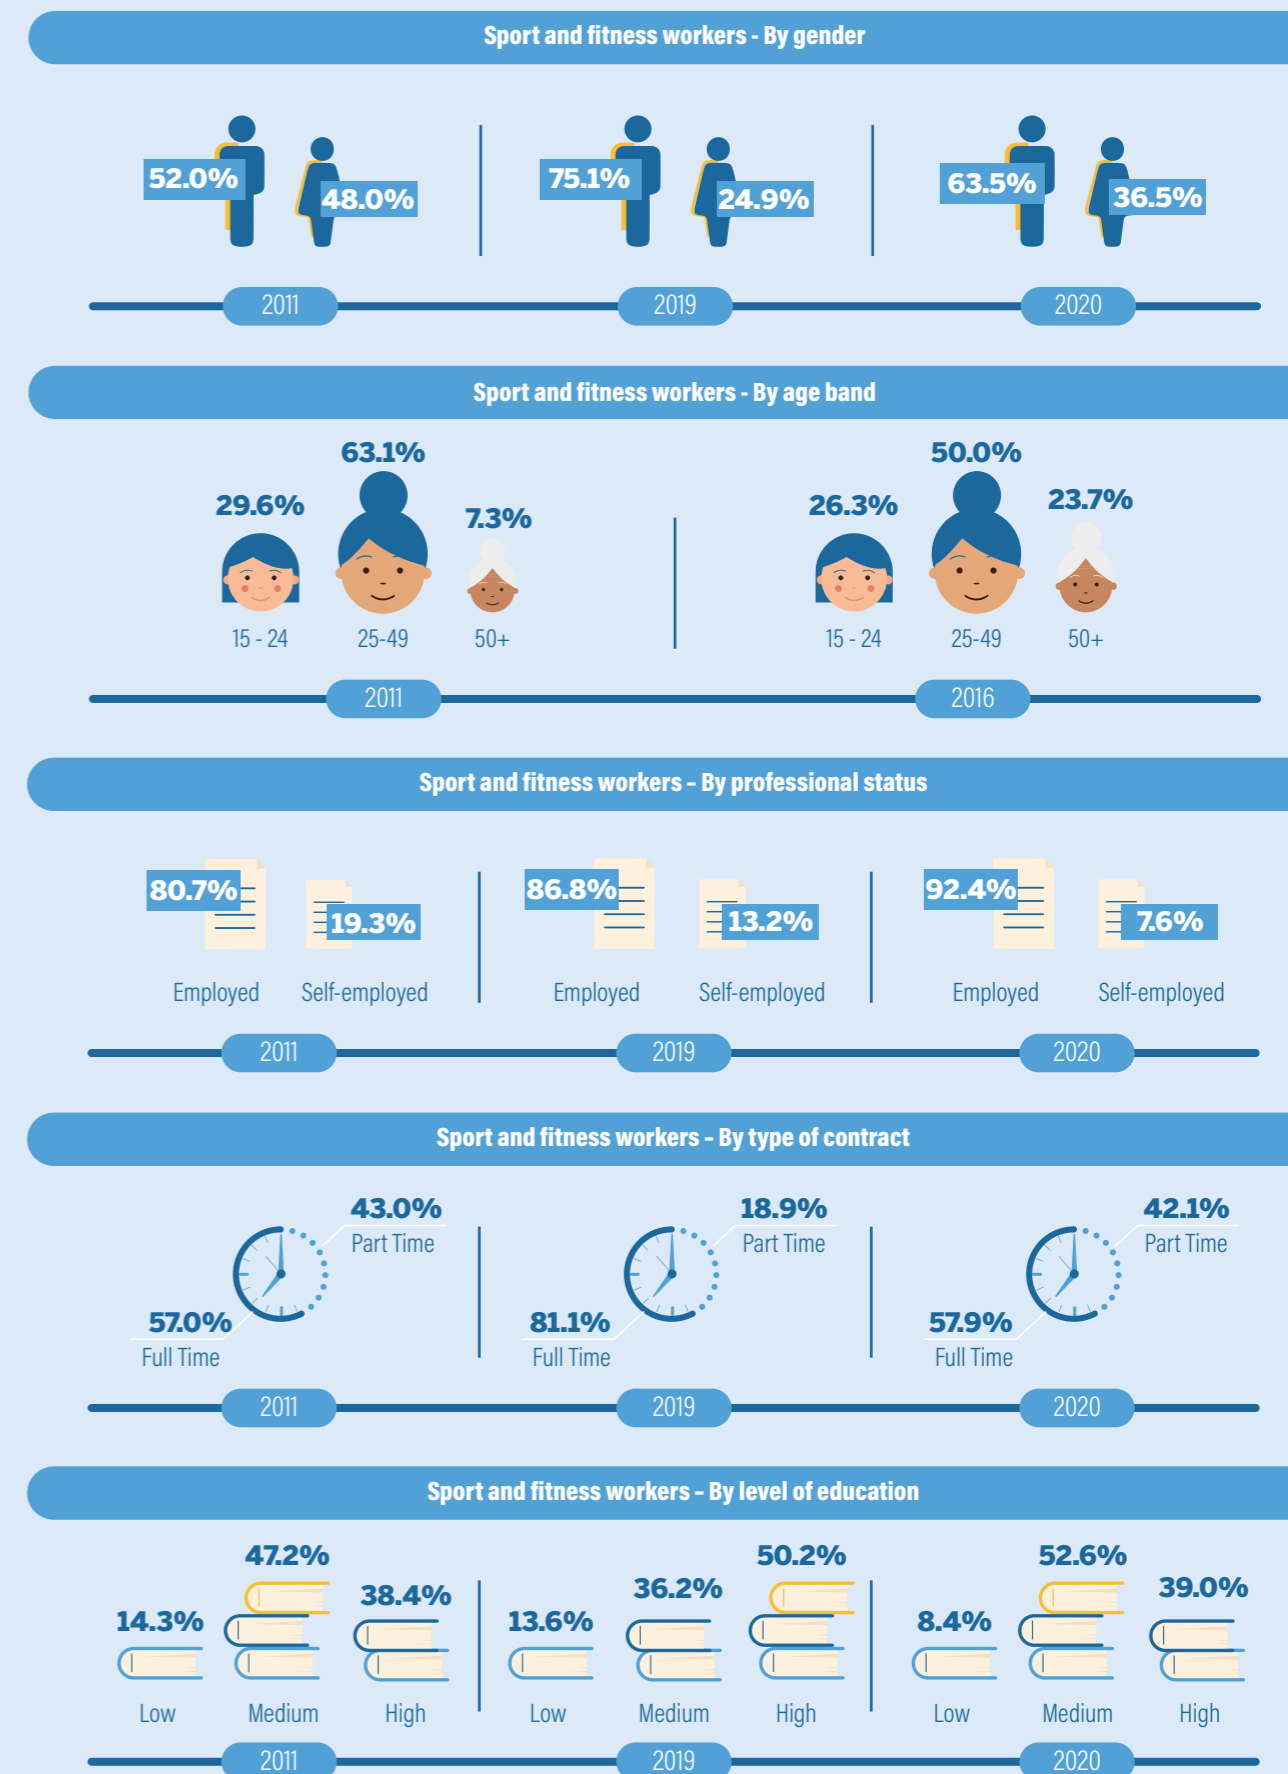 Sport and fitness workers - By gender
52.0%
48.0%
75.1%
24.9%
63.5%
36.5%
2011
2019
2020
Sport and fitness workers - By age band
29.6%
63.1%
7.3%
26.3%
50.0%
23.7%
15 - 24
25-49
50+
15 - 24
25-49
50+
2011
2016
Sport and fitness workers – By professional status
80.7%
19.3%
86.8%
13.2%
92.4%
7.6%
Employed
Self-employed
Employed
Self-employed
Employed
Self-employed
2011
2019
2020
Sport and fitness workers – By type of contract
43.0%
Part Time
57.0%
Full Time
18.9%
Part Time
81.1%
Full Time
42.1%
Part Time
57.9%
Full Time
2011
2019
2020
Sport and fitness workers – By level of education
14.3%
47.2%
38.4%
13.6%
36.2%
50.2%
8.4%
52.6%
39.0%
Low
Medium
High
Low
Medium
High
Low
Medium
High
2011
2019
2020